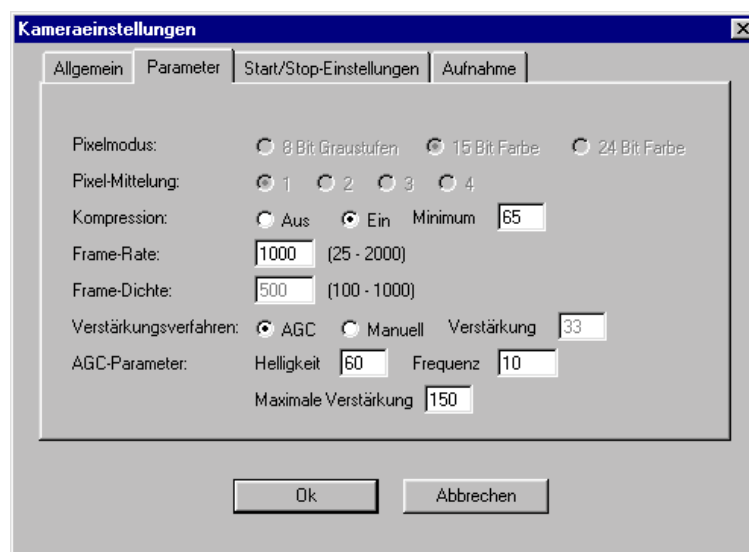 Kameraeinstellungen
Allgemein Parameter Start/Stop-Einstellungen Aufnahme
Pixelmodus: 8 Bit Graustufen 15 Bit Farbe 24 Bit Farbe
Pixel-Mittelung: 1 2 3 4
Kompression: Aus Ein Minimum 65
Frame-Rate: 1000 (25 - 2000)
Frame-Dichte: 500 (100 - 1000)
Verstärkungsverfahren: AGC Manuell Verstärkung 33
AGC-Parameter: Helligkeit 60 Frequenz 10
Maximale Verstärkung 150
Ok Abbrechen